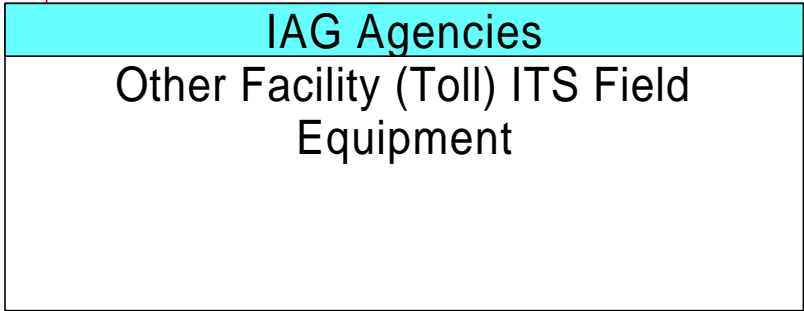 IAG Agencies
Other Facility (Toll) ITS Field
Equipment